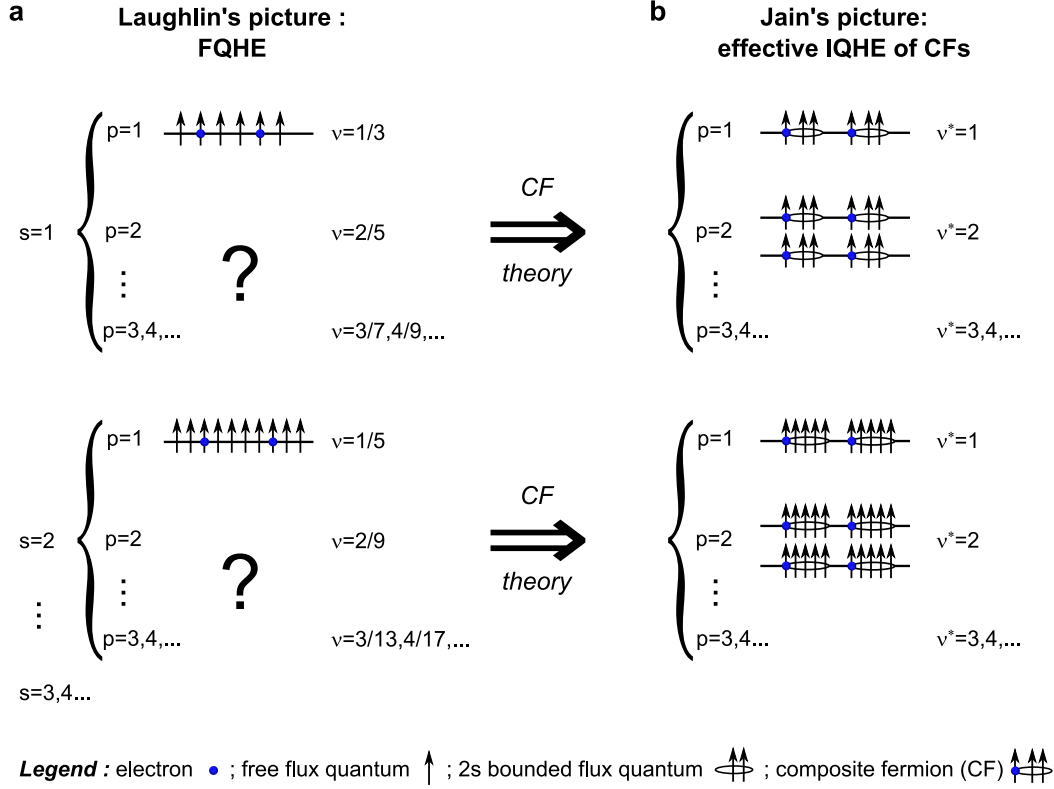 a
Laughlin's picture :
FQHE
s=1
p=1
ν=1/3
p=2
?
ν=2/5
⋮
p=3,4,...
ν=3/7,4/9,...
CF
theory
b
Jain's picture:
effective IQHE of CFs
p=1
ν*=1
p=2
ν*=2
⋮
p=3,4...
ν*=3,4,...
s=2
p=1
ν=1/5
p=2
?
ν=2/9
⋮
p=3,4,...
ν=3/13,4/17,...
⋮
s=3,4...
CF
theory
p=1
ν*=1
p=2
ν*=2
⋮
p=3,4...
ν*=3,4,...
Legend : electron ; free flux quantum ; 2s bounded flux quantum ; composite fermion (CF)